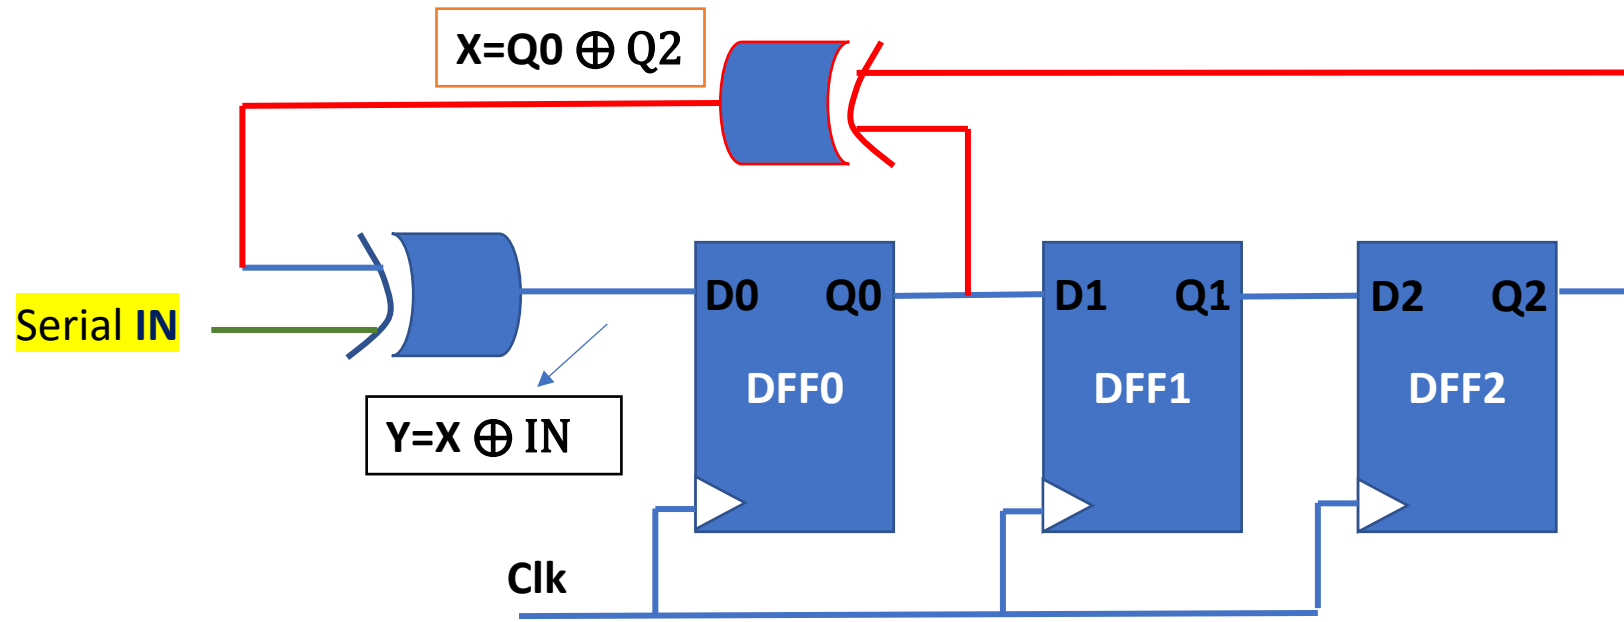 X=Q0 ⊕ Q2
Serial IN
D0 Q0
D1 Q1
D2 Q2
DFF0
DFF1
DFF2
Y=X ⊕ IN
Clk